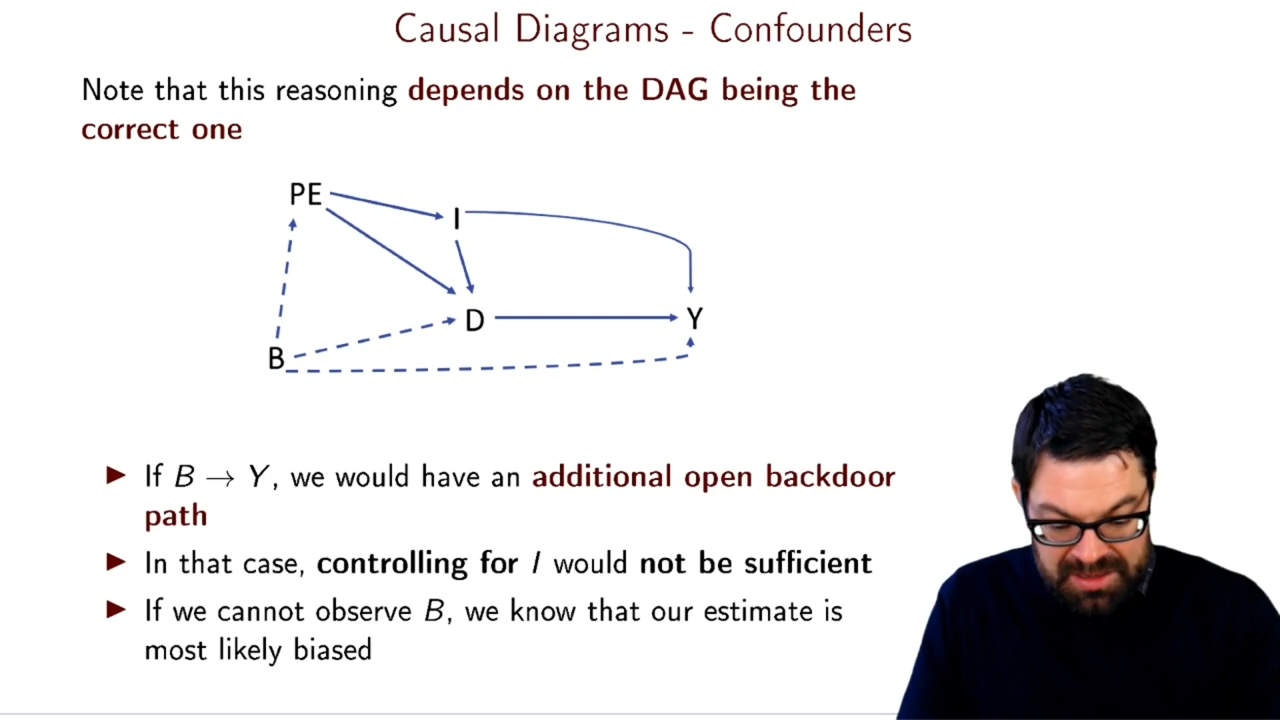 Causal Diagrams - Confounders
Note that this reasoning depends on the DAG being the
correct one
PE
I
D
Y
B
▶ If B → Y, we would have an additional open backdoor
path
▶ In that case, controlling for I would not be sufficient
▶ If we cannot observe B, we know that our estimate is
most likely biased